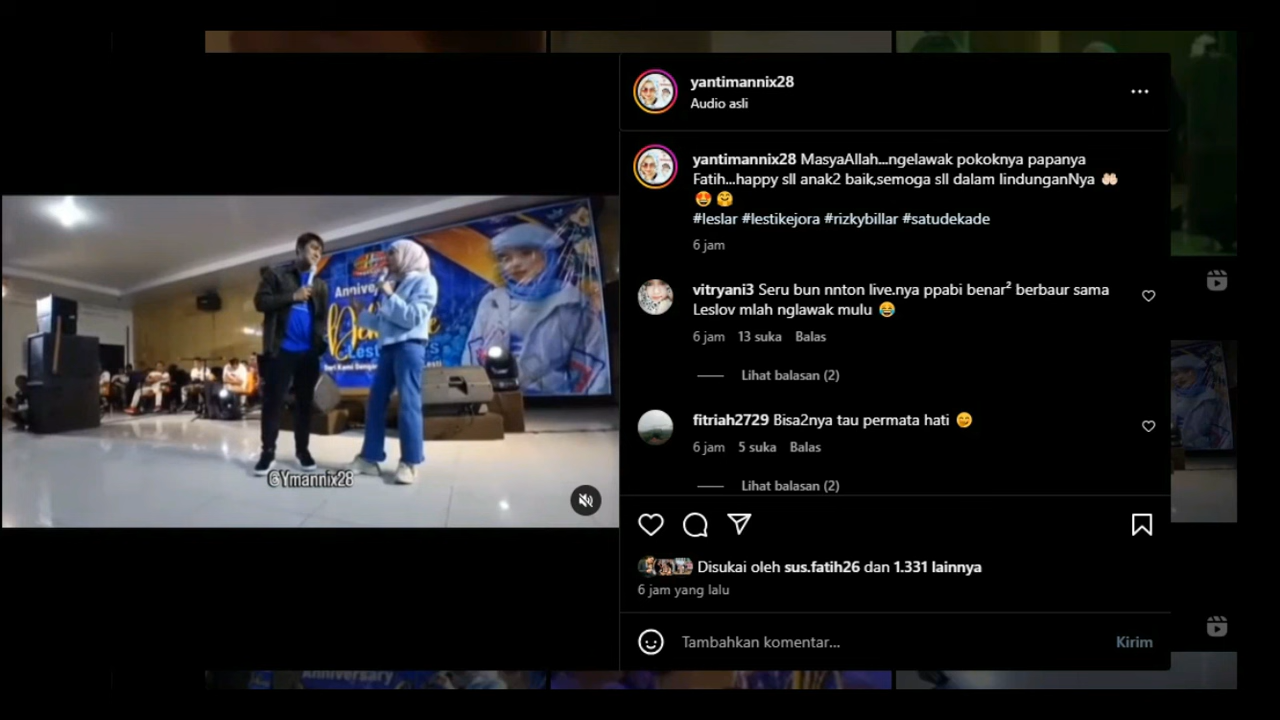 yantimannix28
Audio asli
yantimannix28 MasyaAllah...ngelawak pokoknya papanya
Fatih...happy sll anak2 baik,semoga sll dalam lindunganNya 🤲🏻
😍 🤗
#leslar #lestikejora #rizkybillar #satudekade
6 jam
vitryani3 Seru bun nnton live.nya ppabi benar² berbaur sama
Leslov mlah nglawak mulu 😂
6 jam 13 suka Balas
Lihat balasan (2)
fitriah2729 Bisa2nya tau permata hati 😊
6 jam 5 suka Balas
Lihat balasan (2)
Disukai oleh sus.fatih26 dan 1.331 lainnya
6 jam yang lalu
Tambahkan komentar...
Kirim
@Ymannix28
Anniversary